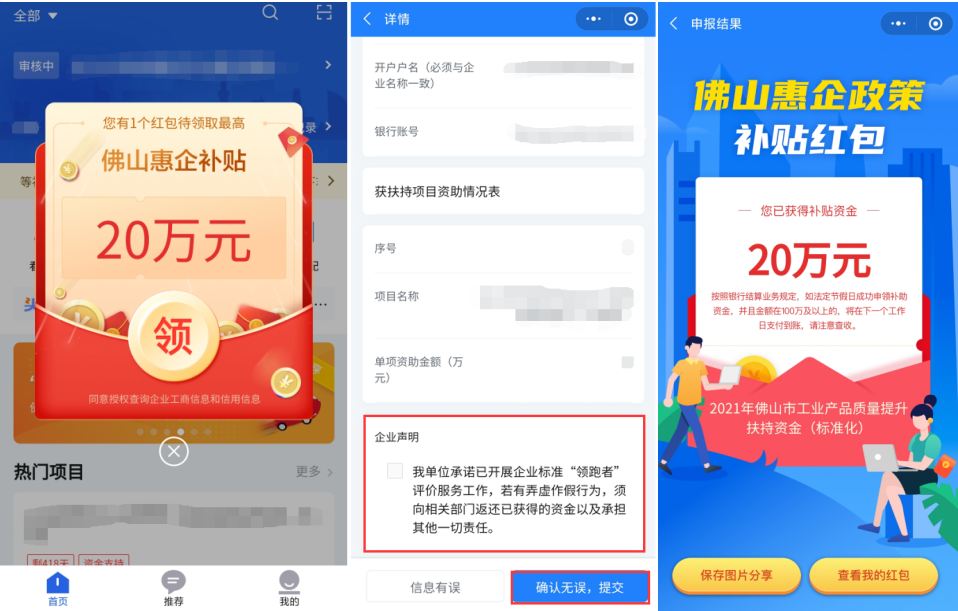 全部
审核中
录
您有1个红包待领取最高
佛山惠企补贴
20万元
领
同意授权查询企业工商信息和信用信息
热门项目
更多
剩418天
资金支持
首页
推荐
我的
详情
开户户名（必须与企
业名称一致）
银行账号
获扶持项目资助情况表
序号
项目名称
单项资助金额（万
元）
企业声明
我单位承诺已开展企业标准“领跑者”
评价服务工作，若有弄虚作假行为，须
向相关部门返还已获得的资金以及承担
其他一切责任。
信息有误
确认无误，提交
申报结果
佛山惠企政策
补贴红包
您已获得补贴资金
20万元
按照银行结算业务规定，如法定节假日成功申领补助
资金，并且金额在100万及以上的，将在下一个工作
日支付到账，请注意查收。
2021年佛山市工业产品质量提升
扶持资金（标准化）
保存图片分享
查看我的红包